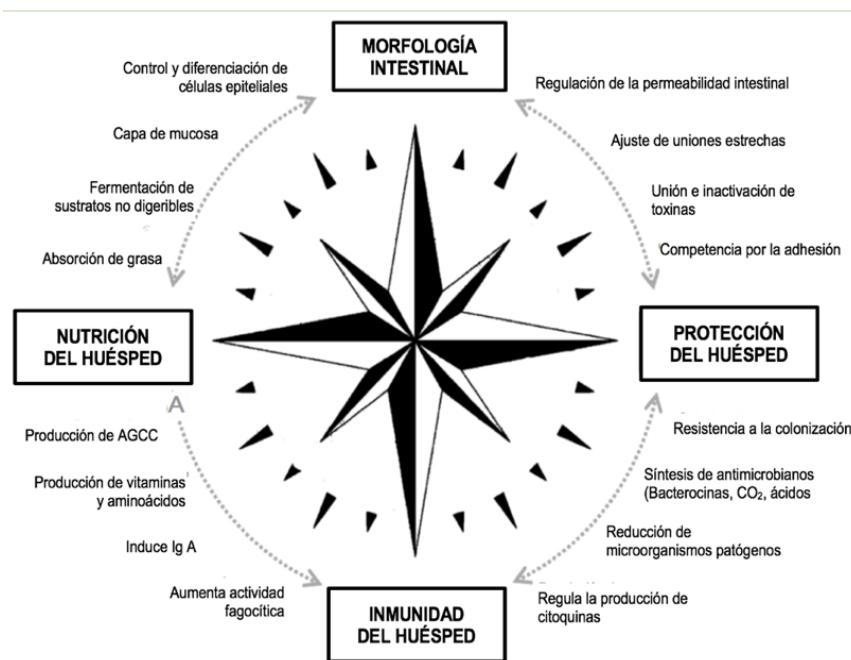 MORFOLOGÍA
INTESTINAL
Control y diferenciación de
células epiteliales
Capa de mucosa
Fermentación de
sustratos no digeribles
Absorción de grasa
Regulación de la permeabilidad intestinal
Ajuste de uniones estrechas
Unión e inactivación de
toxinas
Competencia por la adhesión
NUTRICIÓN
DEL HUÉSPED
PROTECCIÓN
DEL HUÉSPED
A
Producción de AGCC
Producción de vitaminas
y aminoácidos
Induce Ig A
Aumenta actividad
fagocítica
Resistencia a la colonización
Síntesis de antimicrobianos
(Bacterocinas, CO₂, ácidos
Reducción de
microorganismos patógenos
Regula la producción de
citoquinas
INMUNIDAD
DEL HUÉSPED